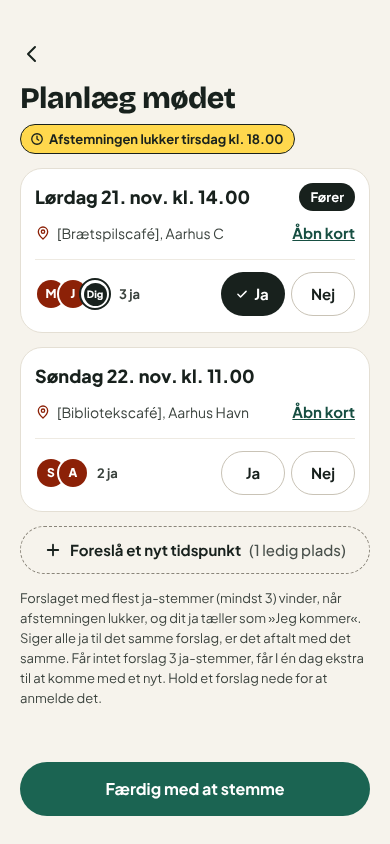 Planlæg mødet
Afstemningen lukker tirsdag kl. 18.00
Lørdag 21. nov. kl. 14.00
Fører
[Brætspilscafé], Aarhus C
Åbn kort
M J Dig 3 ja
Ja
Nej
Søndag 22. nov. kl. 11.00
[Bibliotekscafé], Aarhus Havn
Åbn kort
S A 2 ja
Ja
Nej
Foreslå et nyt tidspunkt (1 ledig plads)
Forslaget med flest ja-stemmer (mindst 3) vinder, når
afstemningen lukker, og dit ja tæller som »Jeg kommer«.
Siger alle ja til det samme forslag, er det aftalt med det
samme. Får intet forslag 3 ja-stemmer, får I én dag ekstra
til at komme med et nyt. Hold et forslag nede for at
anmelde det.
Færdig med at stemme